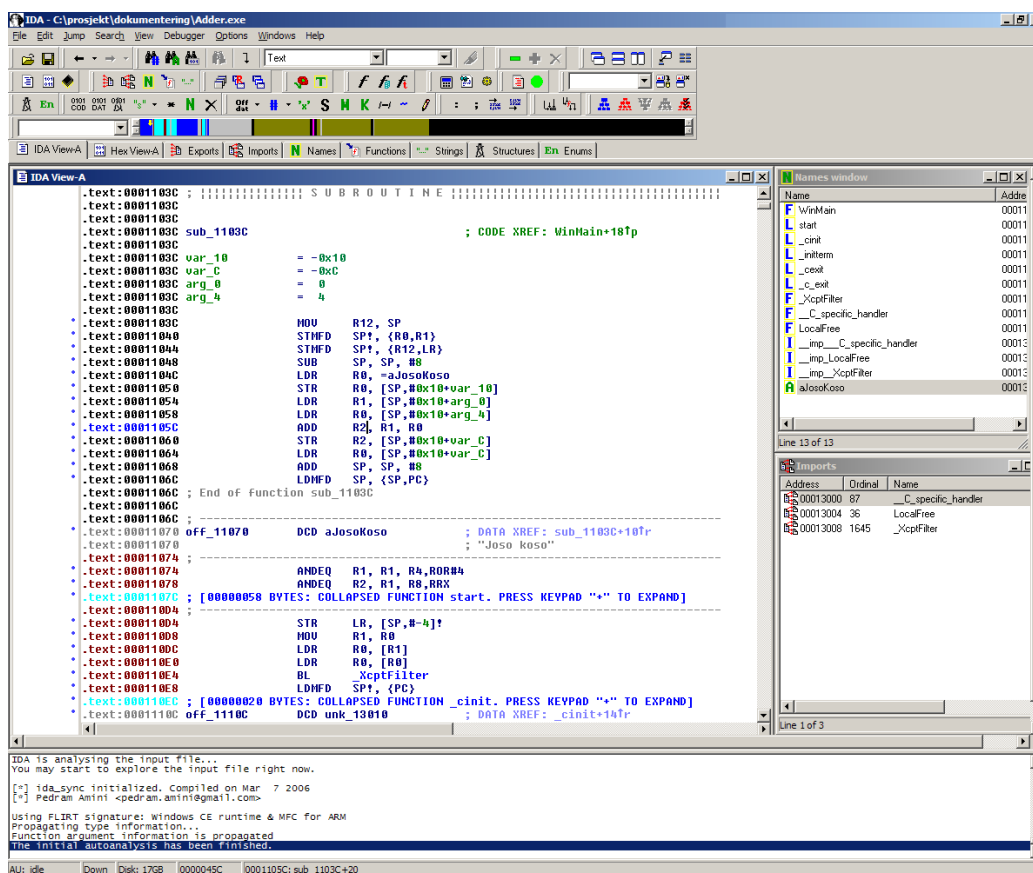 IDA - C:\prosjekt\dokumentering\Adder.exe
File Edit Jump Search View Debugger Options Windows Help
Text
En
IDA View-A Hex View-A Exports Imports N Names Functions "..." Strings Structures En Enums
IDA View-A
.text:0001103C ; ¦¦¦¦¦¦¦¦¦¦¦¦¦¦¦ S U B R O U T I N E ¦¦¦¦¦¦¦¦¦¦¦¦¦¦¦¦¦¦¦¦¦¦¦¦¦¦¦¦¦¦¦¦¦¦¦¦¦¦¦
.text:0001103C
.text:0001103C
.text:0001103C sub_1103C ; CODE XREF: WinMain+18↑p
.text:0001103C
.text:0001103C var_10 = -0x10
.text:0001103C var_C = -0xC
.text:0001103C arg_0 = 0
.text:0001103C arg_4 = 4
.text:0001103C
.text:0001103C MOV R12, SP
.text:00011040 STMFD SP!, {R0,R1}
.text:00011044 STMFD SP!, {R12,LR}
.text:00011048 SUB SP, SP, #8
.text:0001104C LDR R0, =aJosoKoso
.text:00011050 STR R0, [SP,#0x10+var_10]
.text:00011054 LDR R1, [SP,#0x10+arg_0]
.text:00011058 LDR R0, [SP,#0x10+arg_4]
.text:0001105C ADD R2, R1, R0
.text:00011060 STR R2, [SP,#0x10+var_C]
.text:00011064 LDR R0, [SP,#0x10+var_C]
.text:00011068 ADD SP, SP, #8
.text:0001106C LDMFD SP, {SP,PC}
.text:0001106C ; End of function sub_1103C
.text:0001106C
.text:0001106C ; ---------------------------------------------------------------------------
.text:00011070 off_11070 DCD aJosoKoso ; DATA XREF: sub_1103C+10↑r
.text:00011070 ; "Joso koso"
.text:00011074 ; ---------------------------------------------------------------------------
.text:00011074 ANDEQ R1, R1, R4,ROR#4
.text:00011078 ANDEQ R2, R1, R8,RRX
.text:0001107C ; [00000058 BYTES: COLLAPSED FUNCTION start. PRESS KEYPAD "+" TO EXPAND]
.text:000110D4 ; ---------------------------------------------------------------------------
.text:000110D4 STR LR, [SP,#-4]!
.text:000110D8 MOV R1, R0
.text:000110DC LDR R0, [R1]
.text:000110E0 LDR R0, [R0]
.text:000110E4 BL _XcptFilter
.text:000110E8 LDMFD SP!, {PC}
.text:000110EC ; [00000020 BYTES: COLLAPSED FUNCTION _cinit. PRESS KEYPAD "+" TO EXPAND]
.text:0001110C off_1110C DCD unk_13010 ; DATA XREF: _cinit+14↑r
Names window
Name Addre
F WinMain 00011
L start 00011
L _cinit 00011
L _initterm 00011
L _cexit 00011
L _c_exit 00011
F _XcptFilter 00011
F __C_specific_handler 00011
F LocalFree 00011
I __imp___C_specific_handler 00013
I __imp_LocalFree 00013
I __imp__XcptFilter 00013
A aJosoKoso 00013
Line 13 of 13
Imports
Address Ordinal Name
00013000 87 __C_specific_handler
00013004 36 LocalFree
00013008 1645 _XcptFilter
Line 1 of 3
IDA is analysing the input file...
You may start to explore the input file right now.
[*] ida_sync initialized. Compiled on Mar 7 2006
[*] Pedram Amini <pedram.amini@gmail.com>
Using FLIRT signature: Windows CE runtime & MFC for ARM
Propagating type information...
Function argument information is propagated
The initial autoanalysis has been finished.
AU: idle Down Disk: 17GB 0000045C 0001105C: sub_1103C+20